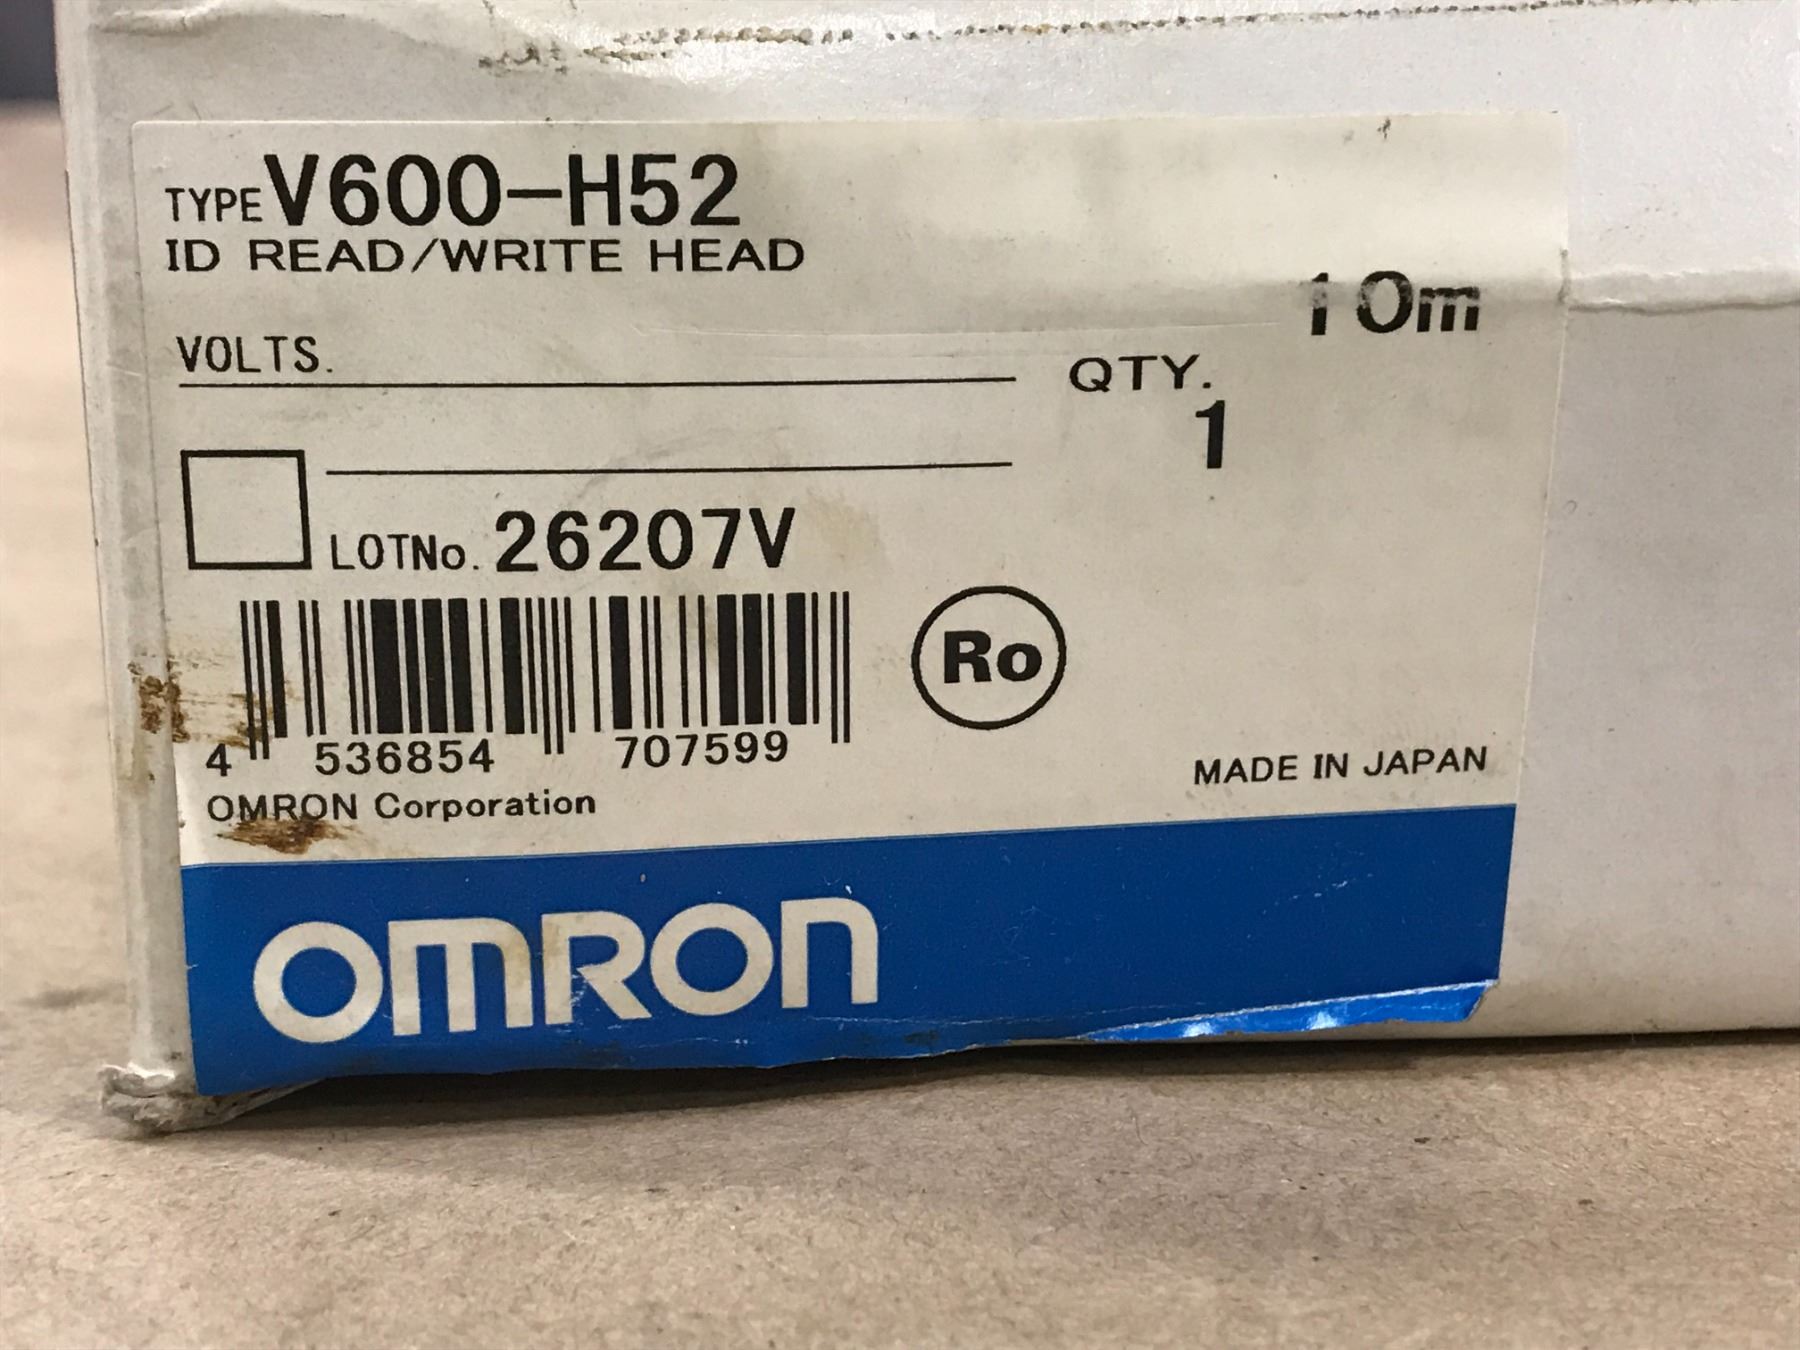 TYPE V600-H52
ID READ/WRITE HEAD
10m
VOLTS.
QTY.
1
LOTNo. 26207V
Ro
4 536854 707599
MADE IN JAPAN
OMRON Corporation
OMRON